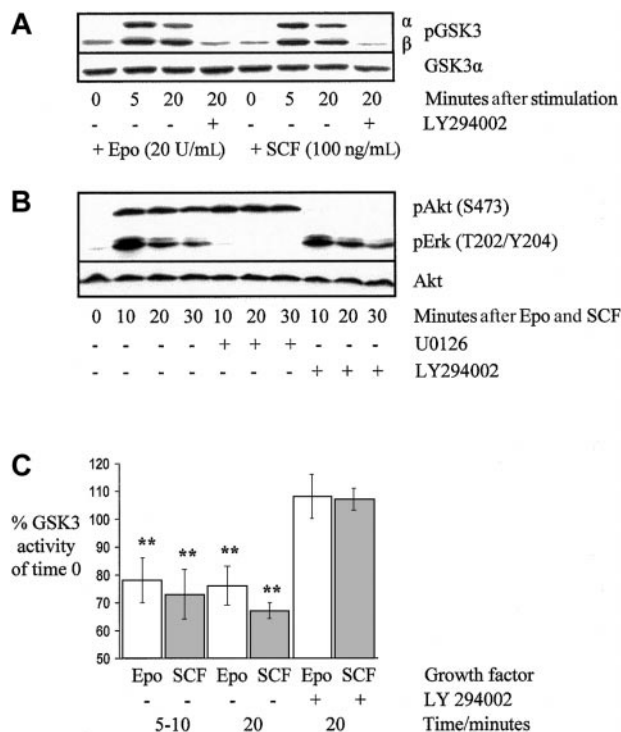 A
α
pGSK3
β
GSK3α
0 5 20 20 0 5 20 20 Minutes after stimulation
- - - + - - - + LY294002
+ Epo (20 U/mL) + SCF (100 ng/mL)
B
pAkt (S473)
pErk (T202/Y204)
Akt
0 10 20 30 10 20 30 10 20 30 Minutes after Epo and SCF
- - - - + + + - - - U0126
- - - - - - - + + + LY294002
C
120
110
% GSK3
100
activity
90
of time 0
80
70
60
50
** ** ** **
Epo SCF Epo SCF Epo SCF Growth factor
- - - - + + LY 294002
5-10 20 20 Time/minutes